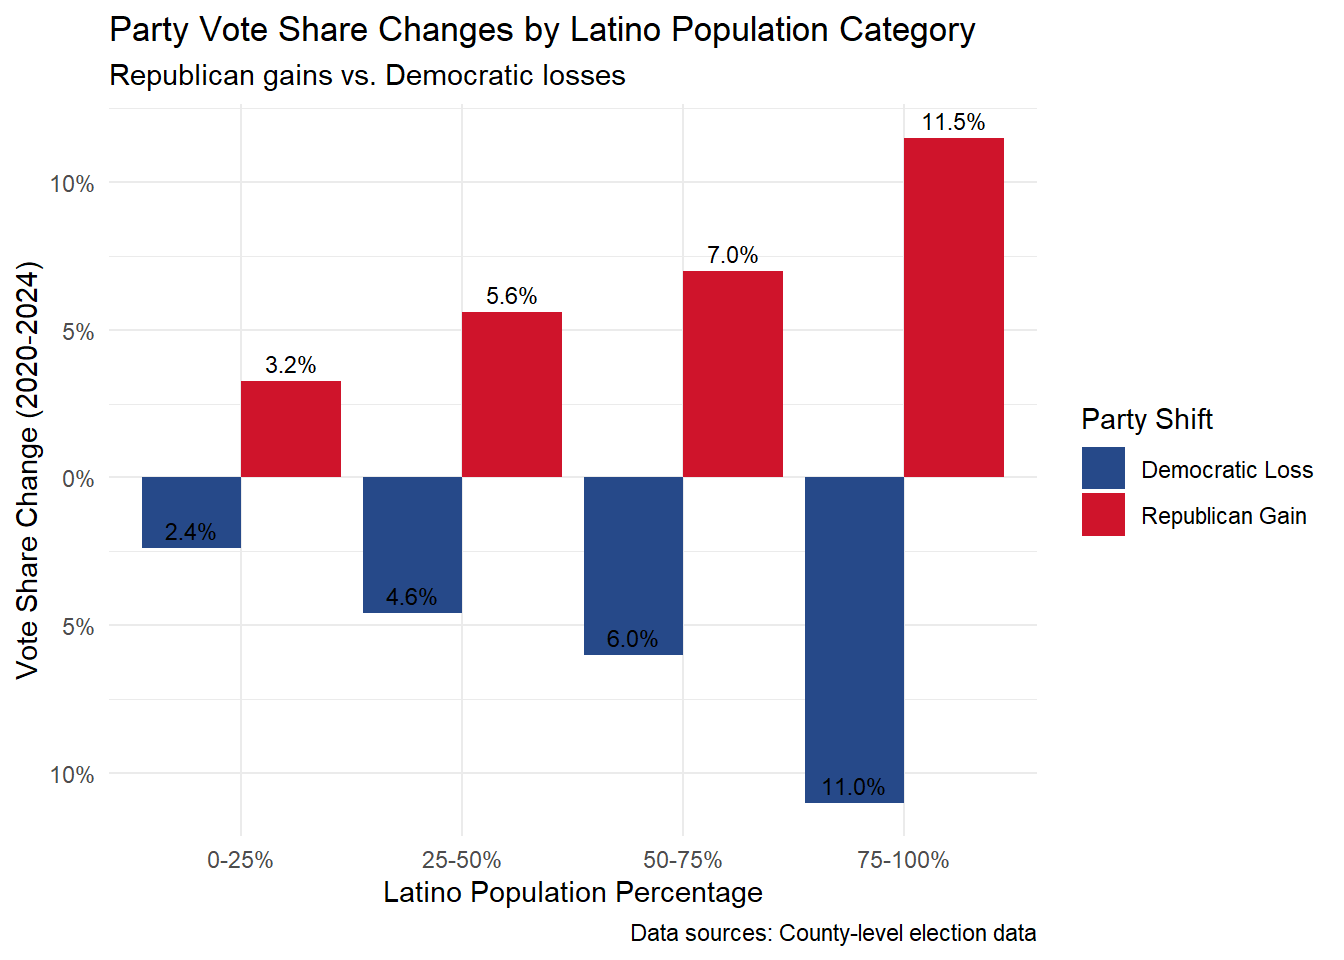 Party Vote Share Changes by Latino Population Category
Republican gains vs. Democratic losses
Vote Share Change (2020-2024)
10%
5%
0%
5%
10%
3.2%
5.6%
7.0%
11.5%
2.4%
4.6%
6.0%
11.0%
0-25%
25-50%
50-75%
75-100%
Latino Population Percentage
Party Shift
Democratic Loss
Republican Gain
Data sources: County-level election data